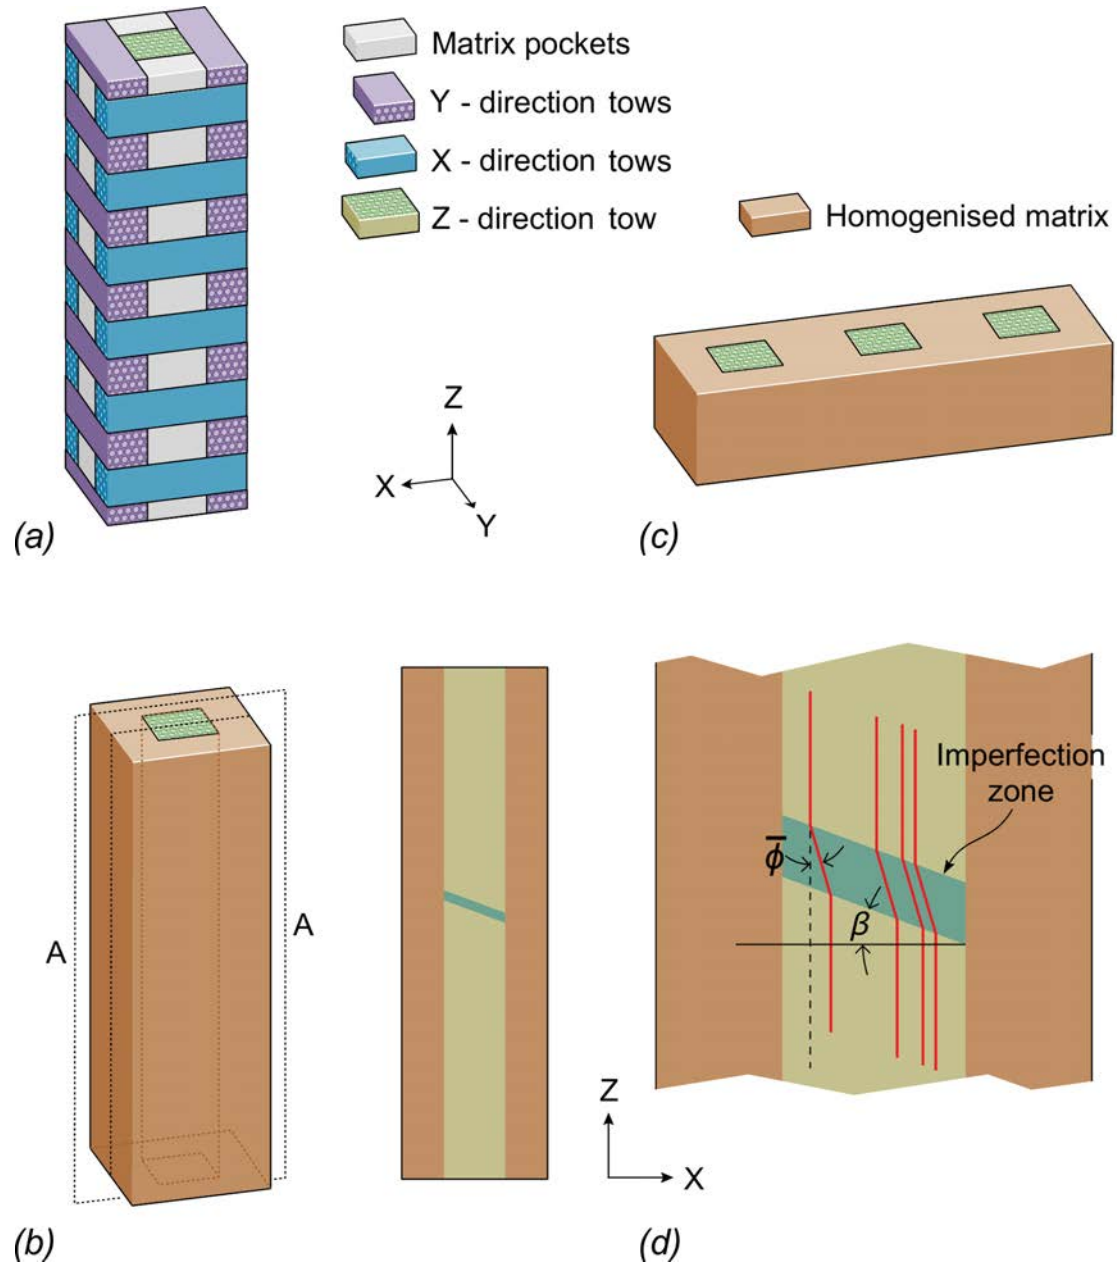 Matrix pockets
Y - direction tows
X - direction tows
Z - direction tow
Homogenised matrix
Z
X
Y
(a)
(c)
A
A
Imperfection
zone
ϕ̅
β
Z
X
(b)
(d)